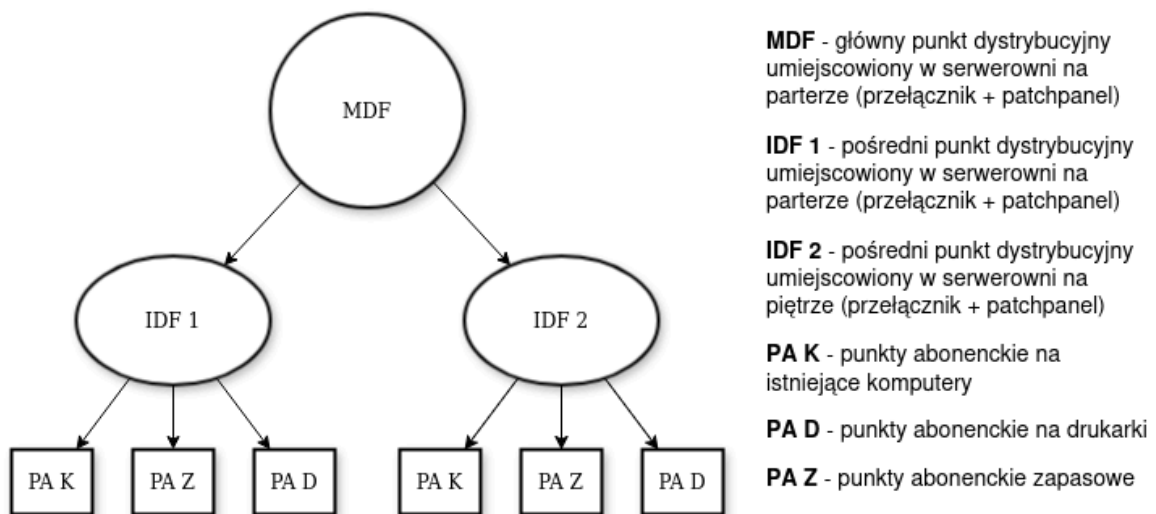 MDF
IDF 1
IDF 2
PA K
PA Z
PA D
PA K
PA Z
PA D
MDF - główny punkt dystrybucyjny
umiejscowiony w serwerowni na
parterze (przełącznik + patchpanel)
IDF 1 - pośredni punkt dystrybucyjny
umiejscowiony w serwerowni na
parterze (przełącznik + patchpanel)
IDF 2 - pośredni punkt dystrybucyjny
umiejscowiony w serwerowni na
piętrze (przełącznik + patchpanel)
PA K - punkty abonenckie na
istniejące komputery
PA D - punkty abonenckie na drukarki
PA Z - punkty abonenckie zapasowe